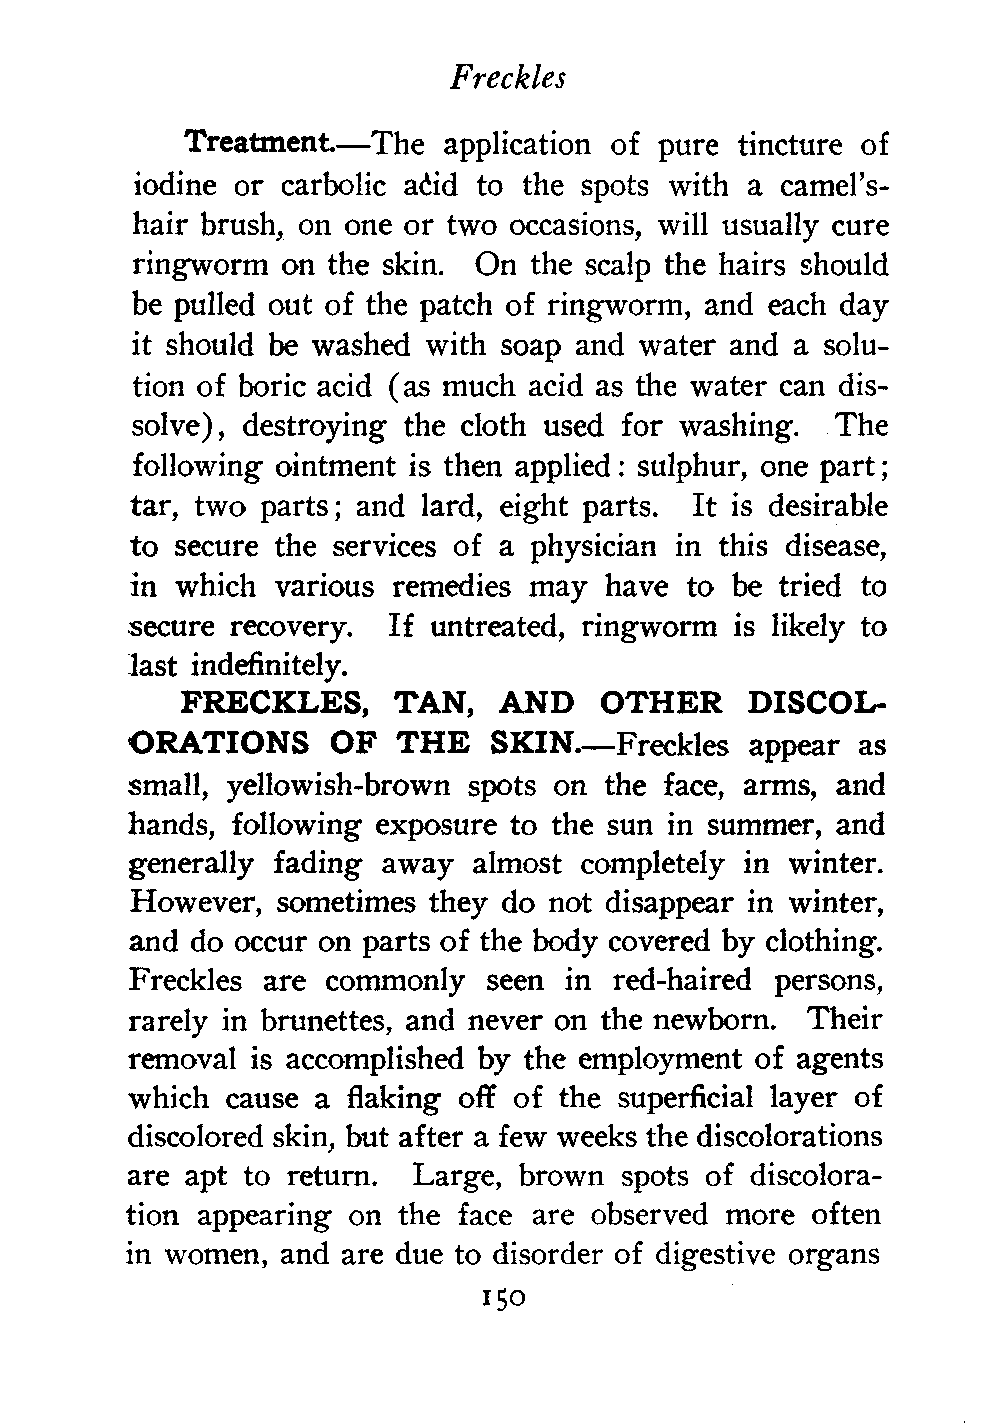 Freckles
Treatment.—The application of pure tincture of
iodine or carbolic acid to the spots with a camel's-
hair brush, on one or two occasions, will usually cure
ringworm on the skin. On the scalp the hairs should
be pulled out of the patch of ringworm, and each day
it should be washed with soap and water and a solu-
tion of boric acid (as much acid as the water can dis-
solve), destroying the cloth used for washing. The
following ointment is then applied: sulphur, one part;
tar, two parts; and lard, eight parts. It is desirable
to secure the services of a physician in this disease,
in which various remedies may have to be tried to
secure recovery. If untreated, ringworm is likely to
last indefinitely.
FRECKLES, TAN, AND OTHER DISCOL-
ORATIONS OF THE SKIN.—Freckles appear as
small, yellowish-brown spots on the face, arms, and
hands, following exposure to the sun in summer, and
generally fading away almost completely in winter.
However, sometimes they do not disappear in winter,
and do occur on parts of the body covered by clothing.
Freckles are commonly seen in red-haired persons,
rarely in brunettes, and never on the newborn. Their
removal is accomplished by the employment of agents
which cause a flaking off of the superficial layer of
discolored skin, but after a few weeks the discolorations
are apt to return. Large, brown spots of discolora-
tion appearing on the face are observed more often
in women, and are due to disorder of digestive organs
150